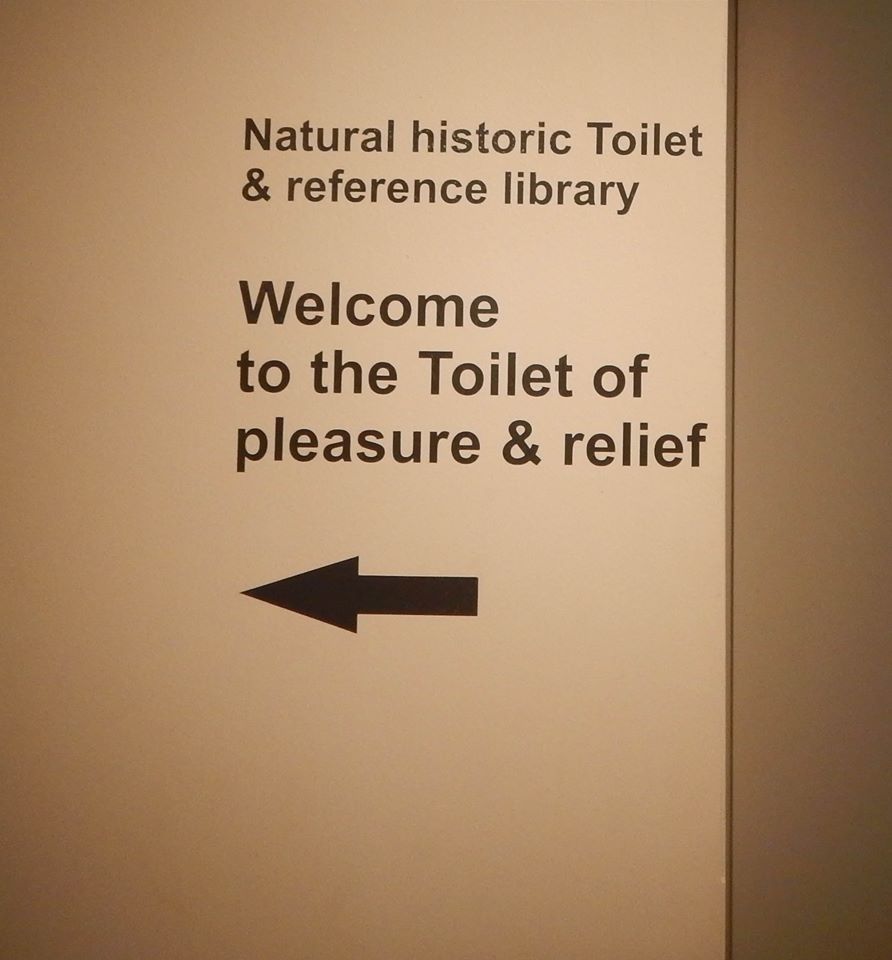 Natural historic Toilet
& reference library
Welcome
to the Toilet of
pleasure & relief